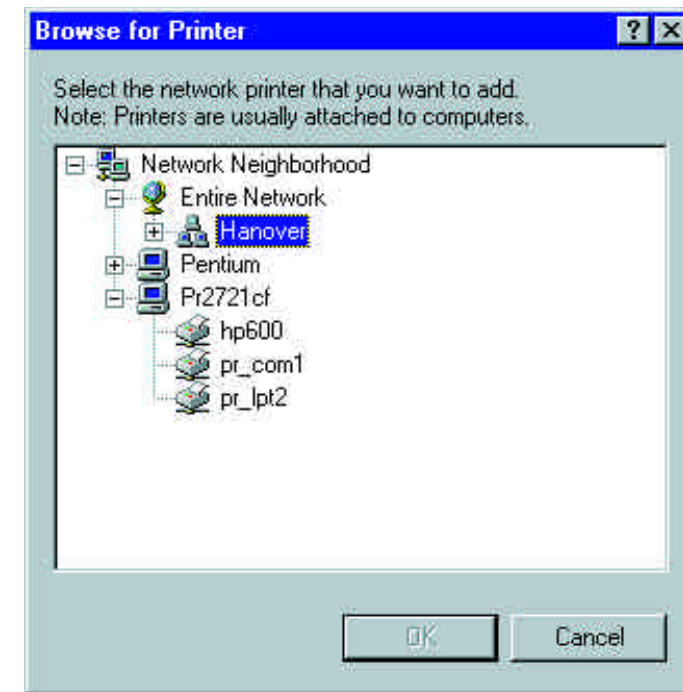 Browse for Printer
Select the network printer that you want to add.
Note: Printers are usually attached to computers.
Network Neighborhood
Entire Network
Hanover
Pentium
Pr2721cf
hp600
pr_com1
pr_lpt2
OK
Cancel